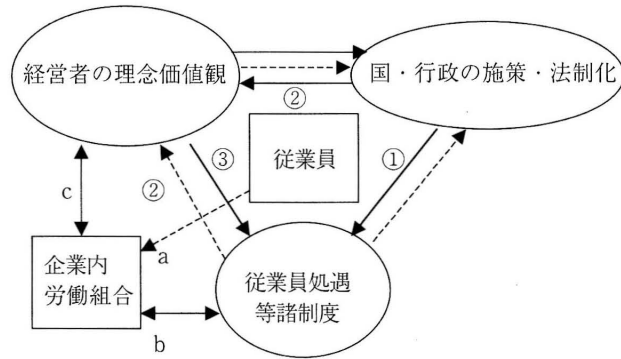 経営者の理念価値観
国・行政の施策・法制化
②
従業員
③
①
②
c
a
企業内
労働組合
従業員処遇
等諸制度
b